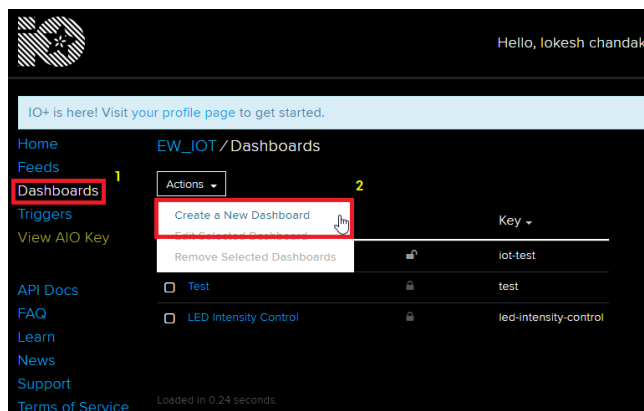 Hello, lokesh chandak
IO+ is here! Visit your profile page to get started.
Home
Feeds
Dashboards
1
Triggers
View AIO Key
API Docs
FAQ
Learn
News
Support
Terms of Service
EW_IOT / Dashboards
Actions
2
Create a New Dashboard
Edit Selected Dashboard
Remove Selected Dashboards
Key
iot-test
Test
test
LED Intensity Control
led-intensity-control
Loaded in 0.24 seconds.